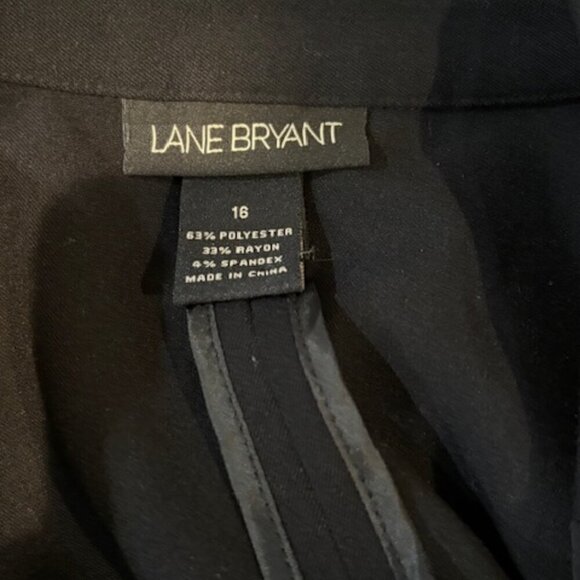 LANE BRYANT
16
63% POLYESTER
33% RAYON
4% SPANDEX
MADE IN CHINA